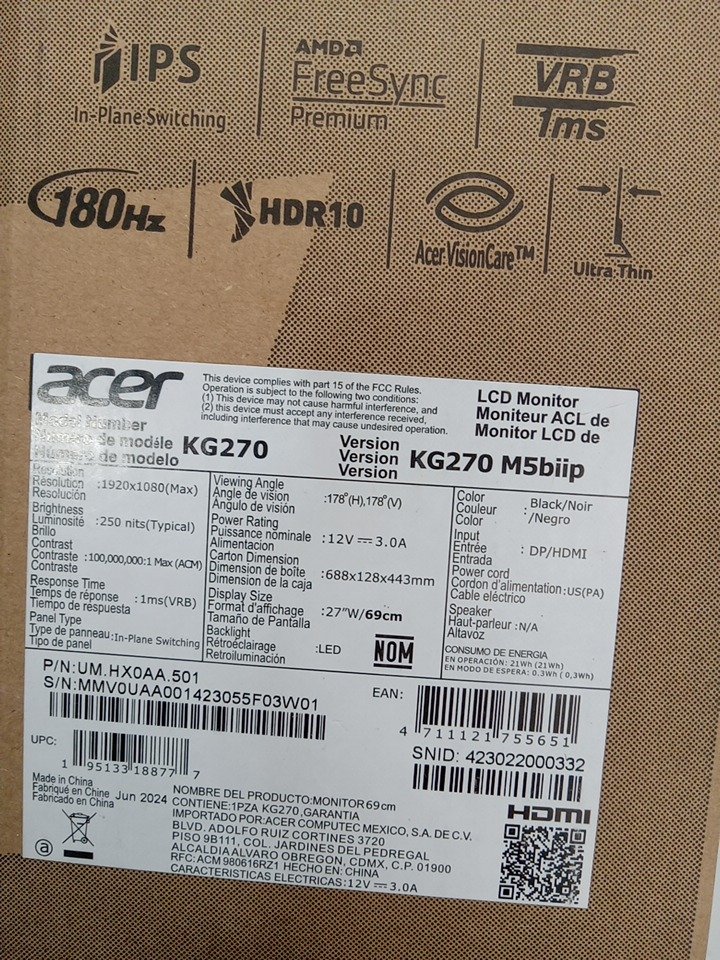 IPS
In-Plane Switching
AMD
FreeSync
Premium
VRB
1ms
180Hz
HDR10
Acer VisionCare™
Ultra Thin
acer
This device complies with part 15 of the FCC Rules.
Operation is subject to the following two conditions:
(1) This device may not cause harmful interference, and
(2) this device must accept any interference received,
including interference that may cause undesired operation.
LCD Monitor
Moniteur ACL de
Monitor LCD de
Model Number
Numéro de modèle KG270
Número de modelo
Version
Version KG270 M5biip
Version
Resolution
Résolution :1920x1080(Max)
Resolución
Brightness
Luminosité :250 nits(Typical)
Brillo
Contrast
Contraste :100,000,000:1 Max (ACM)
Contraste
Response Time
Temps de réponse :1ms(VRB)
Tiempo de respuesta
Panel Type
Type de panneau:In-Plane Switching
Tipo de panel
Viewing Angle
Angle de vision :178°(H),178°(V)
Ángulo de visión
Power Rating
Puissance nominale :12V ⎓ 3.0A
Alimentacion
Carton Dimension
Dimension de boîte :688x128x443mm
Dimension de la caja
Display Size
Format d'affichage :27"W/69cm
Tamaño de Pantalla
Backlight
Rétroéclairage :LED
Retroiluminación
NOM
Color Black/Noir
Couleur : /Negro
Color
Input
Entrée : DP/HDMI
Entrada
Power cord
Cordon d'alimentation:US(PA)
Cable eléctrico
Speaker
Haut-parleur :N/A
Altavoz
CONSUMO DE ENERGIA
EN OPERACIÓN: 21Wh (21Wh)
EN MODO DE ESPERA: 0.3Wh ( 0,3Wh)
P/N:UM.HX0AA.501
S/N:MMV0UAA001423055F03W01
EAN:
4 711121 755651
UPC:
1 95133 18877 7
SNID: 423022000332
Made in China
Fabriqué en Chine Jun 2024
Fabricado en China
HDMI
a
NOMBRE DEL PRODUCTO:MONITOR 69cm
CONTIENE:1PZA KG270,GARANTIA
IMPORTADO POR:ACER COMPUTEC MEXICO, S.A. DE C.V.
BLVD. ADOLFO RUIZ CORTINES 3720
PISO 9B111, COL. JARDINES DEL PEDREGAL
ALCALDIA ALVARO OBREGON, CDMX, C.P. 01900
RFC: ACM 980616RZ1 HECHO EN: CHINA
CARACTERISTICAS ELECTRICAS:12V ⎓ 3.0A